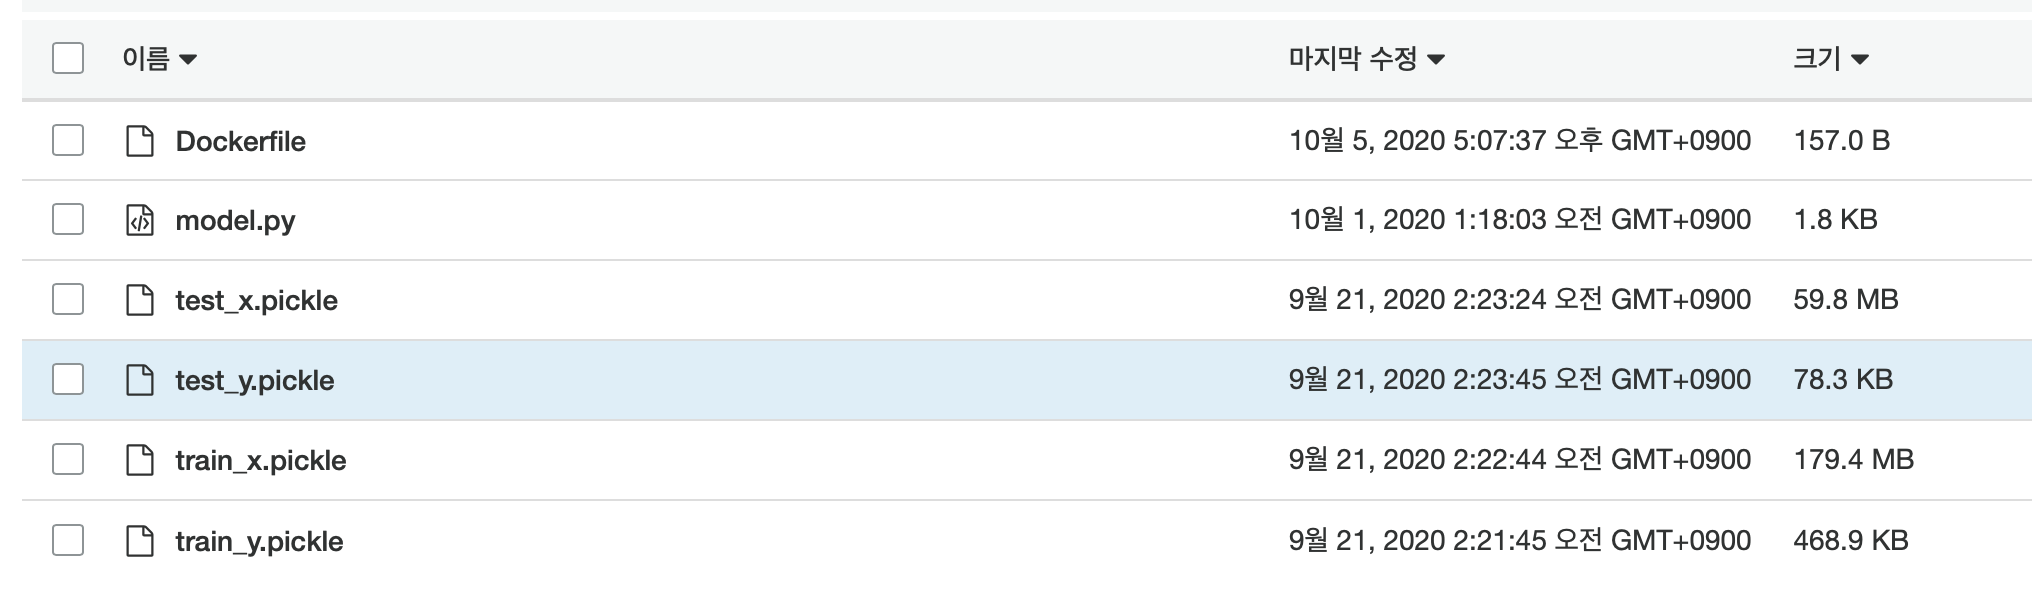 이름 마지막 수정 크기
Dockerfile 10월 5, 2020 5:07:37 오후 GMT+0900 157.0 B
model.py 10월 1, 2020 1:18:03 오전 GMT+0900 1.8 KB
test_x.pickle 9월 21, 2020 2:23:24 오전 GMT+0900 59.8 MB
test_y.pickle 9월 21, 2020 2:23:45 오전 GMT+0900 78.3 KB
train_x.pickle 9월 21, 2020 2:22:44 오전 GMT+0900 179.4 MB
train_y.pickle 9월 21, 2020 2:21:45 오전 GMT+0900 468.9 KB